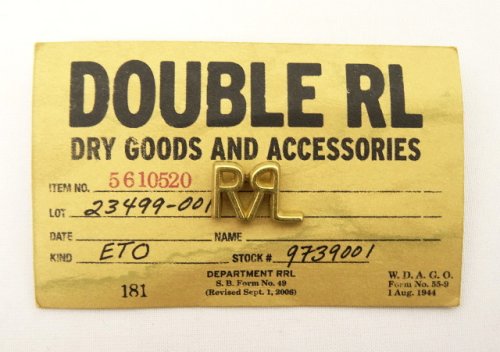 DOUBLE RL
DRY GOODS AND ACCESSORIES
ITEM NO. 5610520
LOT 23499-001
RRL
DATE NAME
KIND ETO STOCK # 9739001
DEPARTMENT RRL
S. B. Form No. 49
(Revised Sept. 1, 2008)
181
W. D. A. G. O.
Form No. 55-9
1 Aug. 1944